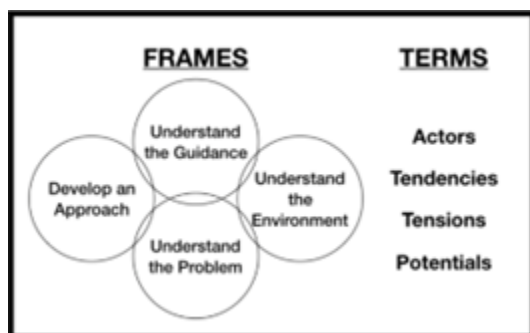 FRAMES
TERMS
Understand
the Guidance
Develop an
Approach
Understand
the
Environment
Understand
the Problem
Actors
Tendencies
Tensions
Potentials